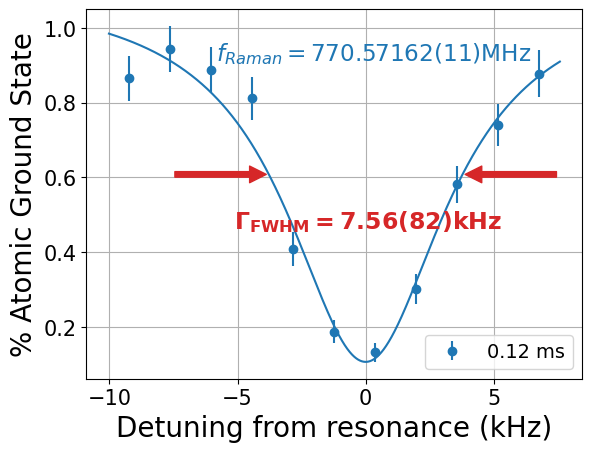 % Atomic Ground State
1.0
0.8
0.6
0.4
0.2
f_Raman = 770.57162(11)MHz
Γ_FWHM = 7.56(82)kHz
0.12 ms
−10
−5
0
5
Detuning from resonance (kHz)